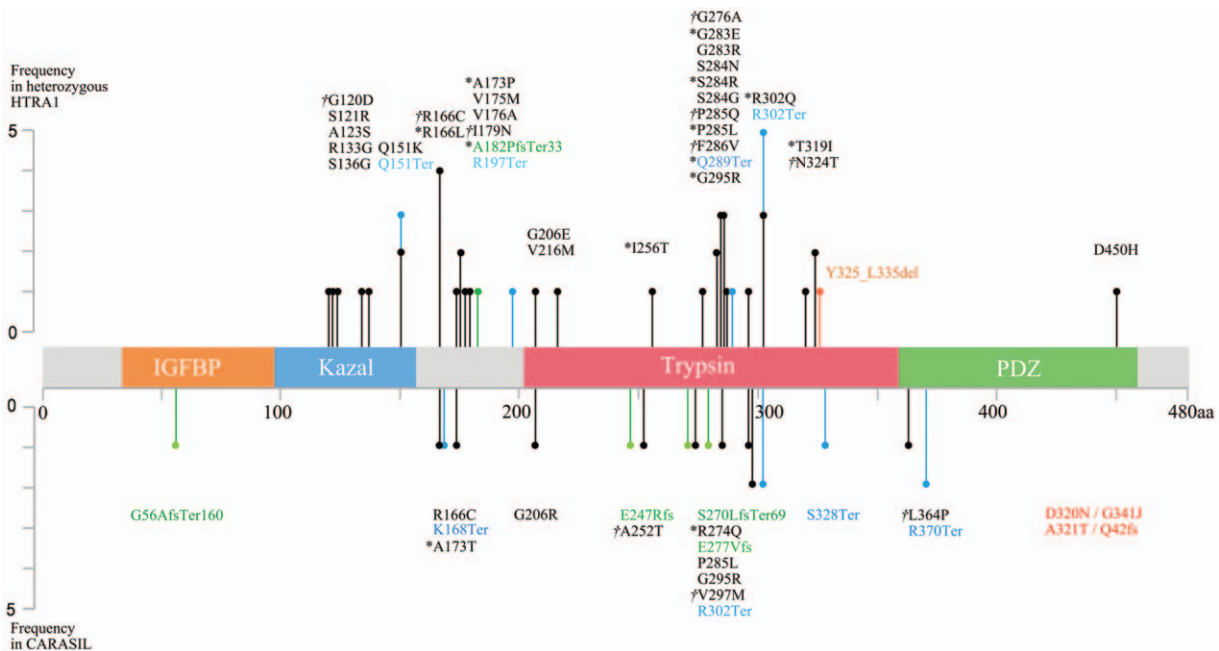 Frequency
in heterozygous
HTRA1
†G120D
S121R
A123S
R133G Q151K
S136G Q151Ter
†R166C
*R166L
*A173P
V175M
V176A
†I179N
*A182PfsTer33
R197Ter
G206E
V216M
*I256T
†G276A
*G283E
G283R
S284N
*S284R
S284G
†P285Q
*P285L
†F286V
*Q289Ter
*G295R
*R302Q
R302Ter
*T319I
†N324T
Y325_L335del
D450H
5
0
IGFBP Kazal Trypsin PDZ
0 100 200 300 400 480aa
0
5
G56AfsTer160
R166C
K168Ter
*A173T
G206R
E247Rfs
†A252T
S270LfsTer69
*R274Q
E277Vfs
P285L
G295R
†V297M
R302Ter
S328Ter
†L364P
R370Ter
D320N / G341J
A321T / Q42fs
Frequency
in CARASIL